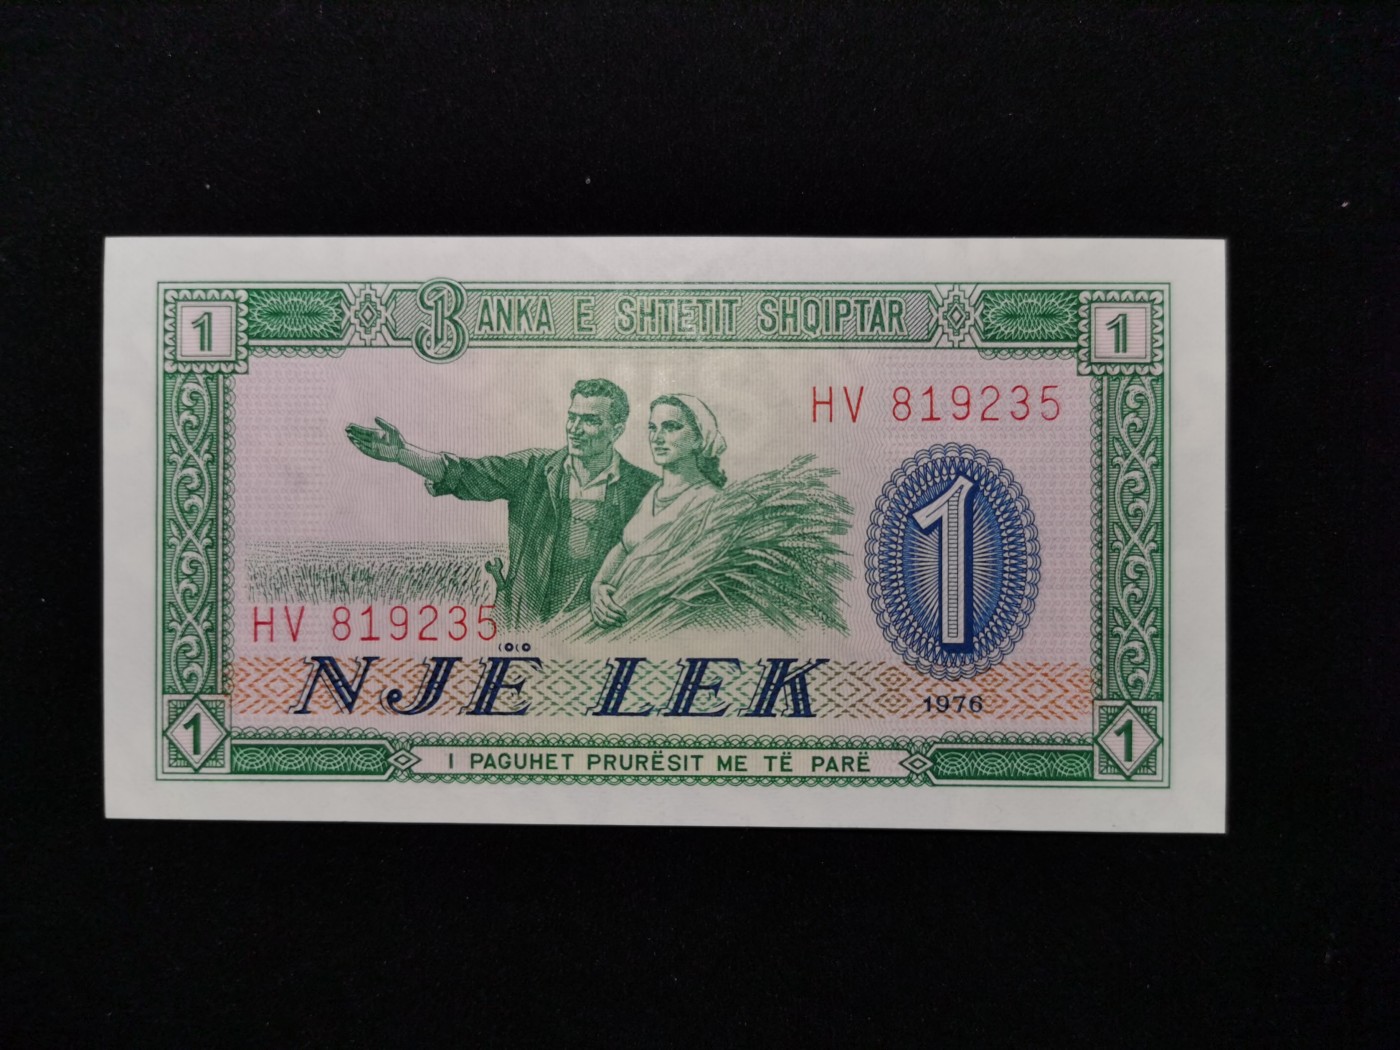 1 BANKA E SHTETIT SHQIPTAR 1
HV 819235
1
HV 819235
NJË LEK
1976
1 I PAGUHET PRURËSIT ME TË PARË 1